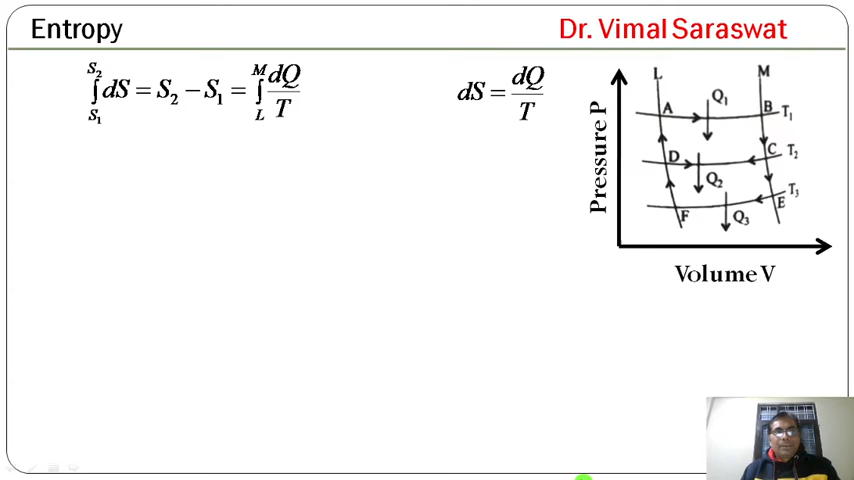 Entropy
Dr. Vimal Saraswat
∫_{S₁}^{S₂} dS = S₂ − S₁ = ∫_{L}^{M} dQ/T
dS = dQ/T
L M
Q₁
A B T₁
D C T₂
Q₂
T₃
F Q₃ E
Pressure P
Volume V